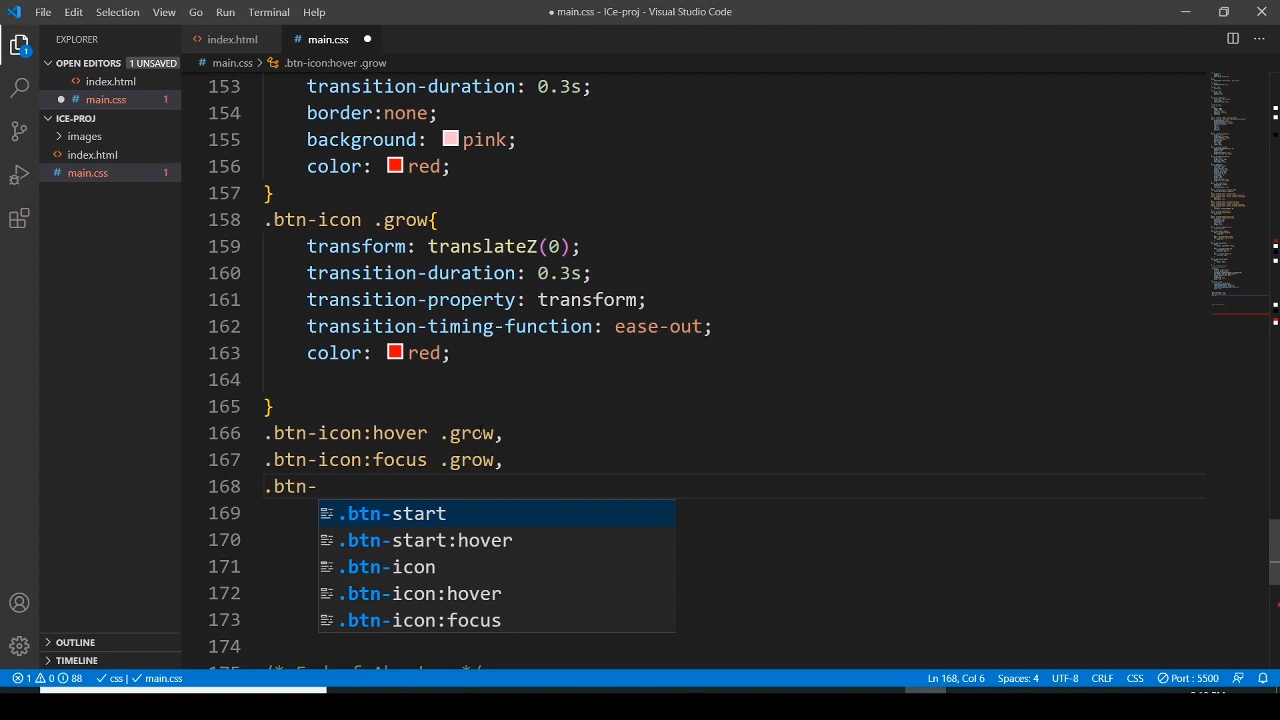 File Edit Selection View Go Run Terminal Help
● main.css - ICe-proj - Visual Studio Code
EXPLORER
index.html
main.css
OPEN EDITORS 1 UNSAVED
index.html
# main.css 1
ICE-PROJ
images
index.html
# main.css 1
OUTLINE
TIMELINE
# main.css > .btn-icon:hover .grow
153 transition-duration: 0.3s;
154 border:none;
155 background: pink;
156 color: red;
157 }
158 .btn-icon .grow{
159 transform: translateZ(0);
160 transition-duration: 0.3s;
161 transition-property: transform;
162 transition-timing-function: ease-out;
163 color: red;
164
165 }
166 .btn-icon:hover .grow,
167 .btn-icon:focus .grow,
168 .btn-
169 .btn-start
170 .btn-start:hover
171 .btn-icon
172 .btn-icon:hover
173 .btn-icon:focus
174
1 0 88 css | main.css Ln 168, Col 6 Spaces: 4 UTF-8 CRLF CSS Port : 5500